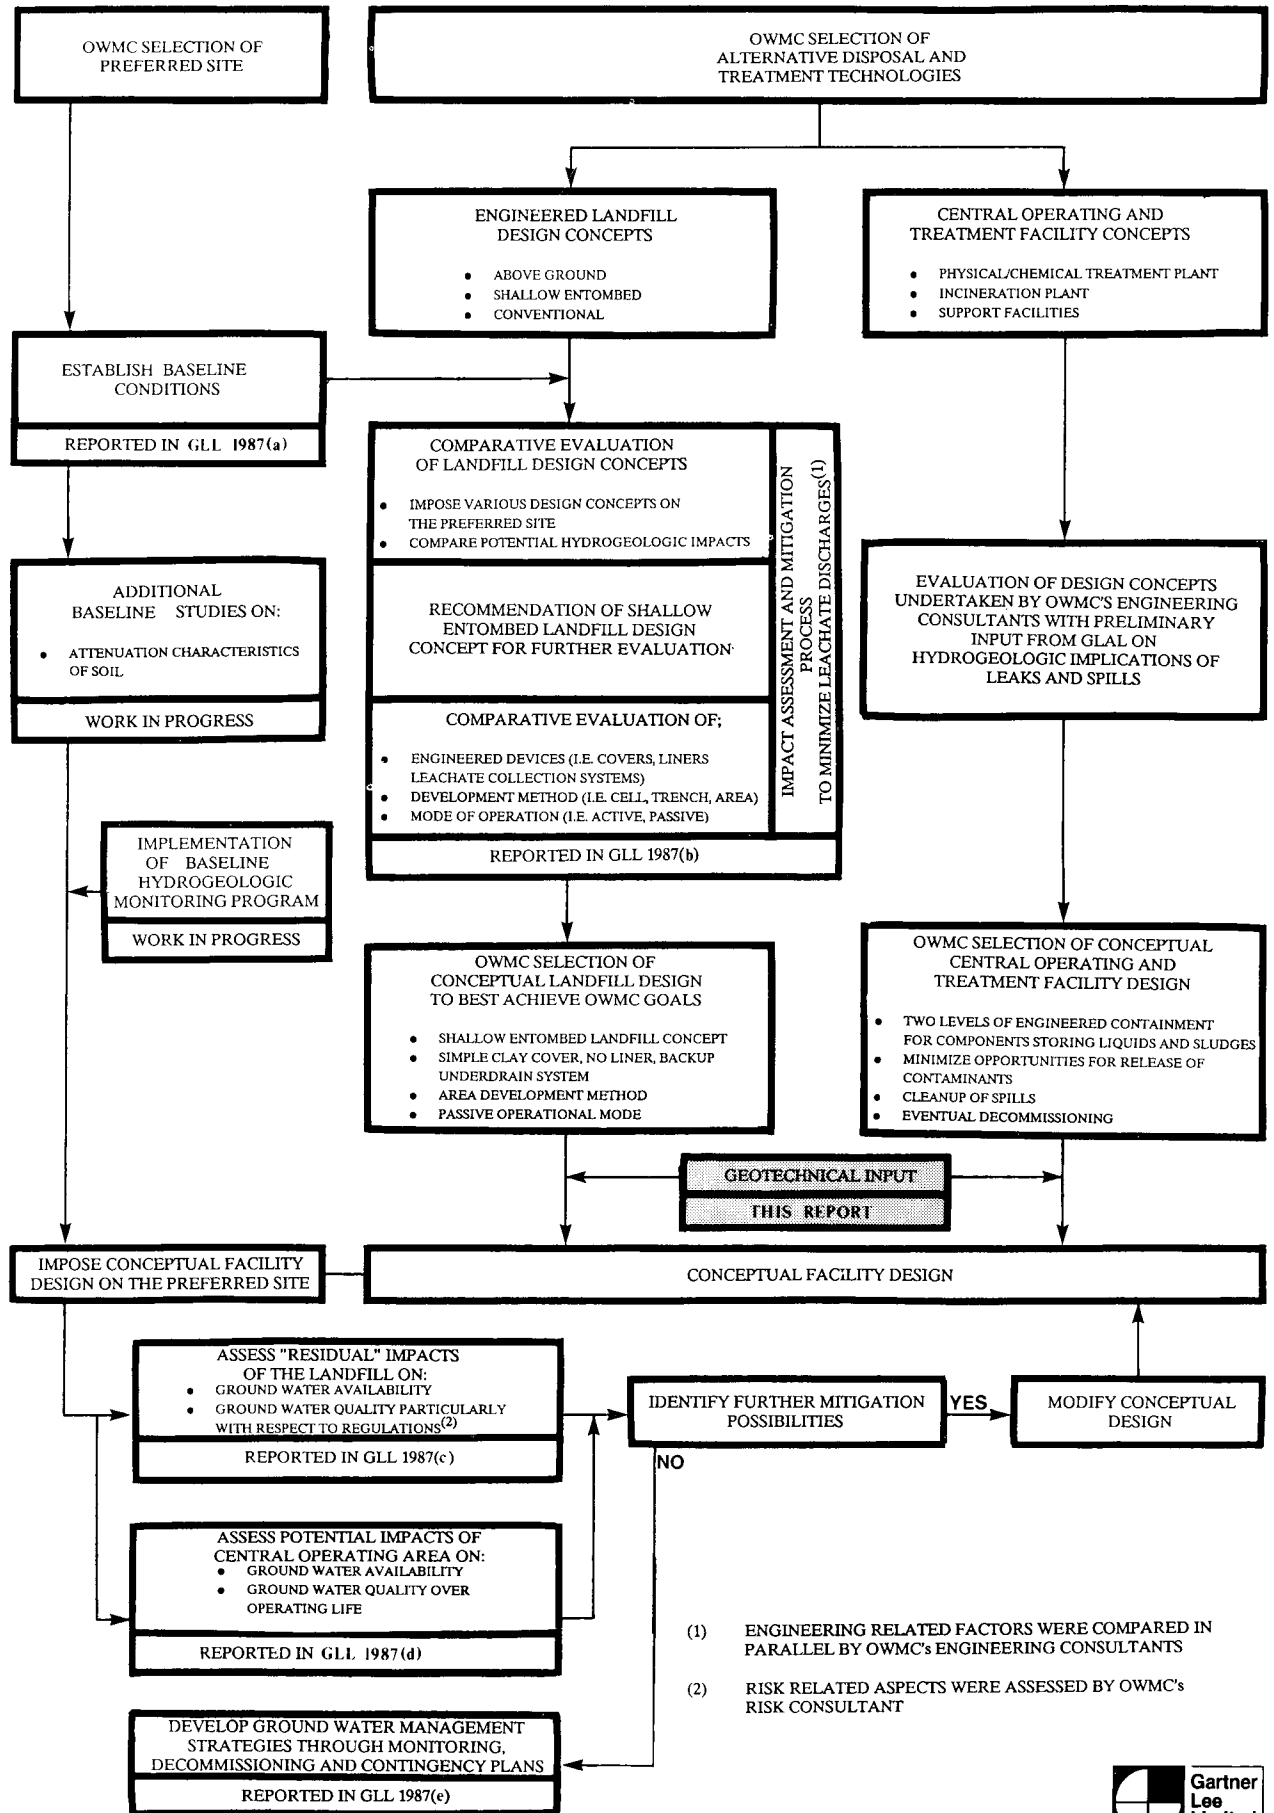 OWMC SELECTION OF
PREFERRED SITE
OWMC SELECTION OF
ALTERNATIVE DISPOSAL AND
TREATMENT TECHNOLOGIES
ENGINEERED LANDFILL
DESIGN CONCEPTS
• ABOVE GROUND
• SHALLOW ENTOMBED
• CONVENTIONAL
CENTRAL OPERATING AND
TREATMENT FACILITY CONCEPTS
• PHYSICAL/CHEMICAL TREATMENT PLANT
• INCINERATION PLANT
• SUPPORT FACILITIES
ESTABLISH BASELINE
CONDITIONS
REPORTED IN GLL 1987(a)
COMPARATIVE EVALUATION
OF LANDFILL DESIGN CONCEPTS
• IMPOSE VARIOUS DESIGN CONCEPTS ON
THE PREFERRED SITE
• COMPARE POTENTIAL HYDROGEOLOGIC IMPACTS
RECOMMENDATION OF SHALLOW
ENTOMBED LANDFILL DESIGN
CONCEPT FOR FURTHER EVALUATION
COMPARATIVE EVALUATION OF;
• ENGINEERED DEVICES (I.E. COVERS, LINERS
LEACHATE COLLECTION SYSTEMS)
• DEVELOPMENT METHOD (I.E. CELL, TRENCH, AREA)
• MODE OF OPERATION (I.E. ACTIVE, PASSIVE)
REPORTED IN GLL 1987(b)
IMPACT ASSESSMENT AND MITIGATION
PROCESS
TO MINIMIZE LEACHATE DISCHARGES(1)
EVALUATION OF DESIGN CONCEPTS
UNDERTAKEN BY OWMC'S ENGINEERING
CONSULTANTS WITH PRELIMINARY
INPUT FROM GLAL ON
HYDROGEOLOGIC IMPLICATIONS OF
LEAKS AND SPILLS
ADDITIONAL
BASELINE STUDIES ON:
• ATTENUATION CHARACTERISTICS
OF SOIL
WORK IN PROGRESS
IMPLEMENTATION
OF BASELINE
HYDROGEOLOGIC
MONITORING PROGRAM
WORK IN PROGRESS
OWMC SELECTION OF
CONCEPTUAL LANDFILL DESIGN
TO BEST ACHIEVE OWMC GOALS
• SHALLOW ENTOMBED LANDFILL CONCEPT
• SIMPLE CLAY COVER, NO LINER, BACKUP
UNDERDRAIN SYSTEM
• AREA DEVELOPMENT METHOD
• PASSIVE OPERATIONAL MODE
OWMC SELECTION OF CONCEPTUAL
CENTRAL OPERATING AND
TREATMENT FACILITY DESIGN
• TWO LEVELS OF ENGINEERED CONTAINMENT
FOR COMPONENTS STORING LIQUIDS AND SLUDGES
• MINIMIZE OPPORTUNITIES FOR RELEASE OF
CONTAMINANTS
• CLEANUP OF SPILLS
• EVENTUAL DECOMMISSIONING
GEOTECHNICAL INPUT
THIS REPORT
IMPOSE CONCEPTUAL FACILITY
DESIGN ON THE PREFERRED SITE
CONCEPTUAL FACILITY DESIGN
ASSESS "RESIDUAL" IMPACTS
OF THE LANDFILL ON:
• GROUND WATER AVAILABILITY
• GROUND WATER QUALITY PARTICULARLY
WITH RESPECT TO REGULATIONS(2)
REPORTED IN GLL 1987(c)
IDENTIFY FURTHER MITIGATION
POSSIBILITIES
YES
NO
MODIFY CONCEPTUAL
DESIGN
ASSESS POTENTIAL IMPACTS OF
CENTRAL OPERATING AREA ON:
• GROUND WATER AVAILABILITY
• GROUND WATER QUALITY OVER
OPERATING LIFE
REPORTED IN GLL 1987(d)
(1) ENGINEERING RELATED FACTORS WERE COMPARED IN
PARALLEL BY OWMC's ENGINEERING CONSULTANTS
(2) RISK RELATED ASPECTS WERE ASSESSED BY OWMC's
RISK CONSULTANT
DEVELOP GROUND WATER MANAGEMENT
STRATEGIES THROUGH MONITORING,
DECOMMISSIONING AND CONTINGENCY PLANS
REPORTED IN GLL 1987(e)
Gartner
Lee